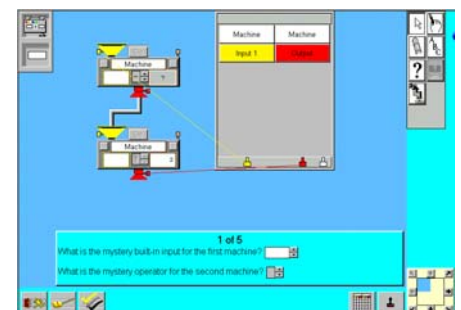 Machine Machine
Input 1 Output
Machine
?
Machine
1 of 5
What is the mystery built-in input for the first machine?
What is the mystery operator for the second machine?
?